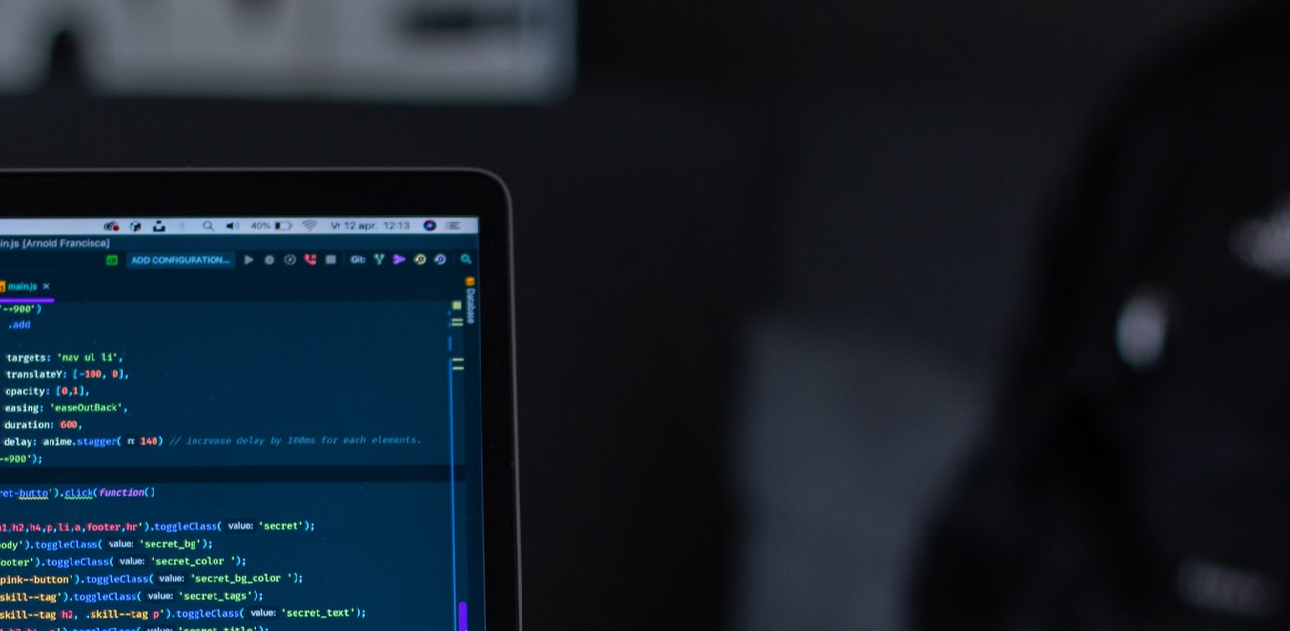 40% Vr 12 apr. 12:13
in.js [Arnold Francisca]
ADD CONFIGURATION... Git:
main.js ×
Database
'-=900')
.add
targets: 'nav ul li',
translateY: [-100, 0],
opacity: [0,1],
easing: 'easeOutBack',
duration: 600,
delay: anime.stagger( n: 140) // increase delay by 100ms for each elements.
-=900');
ret-butto').click(function()
h1,h2,h4,p,li,a,footer,hr').toggleClass( value: 'secret');
ody').toggleClass( value: 'secret_bg');
ooter').toggleClass( value: 'secret_color ');
pink--button').toggleClass( value: 'secret_bg_color ');
skill--tag').toggleClass( value: 'secret_tags');
skill--tag h2, .skill--tag p').toggleClass( value: 'secret_text');
').toggleClass( value: 'secret_title');